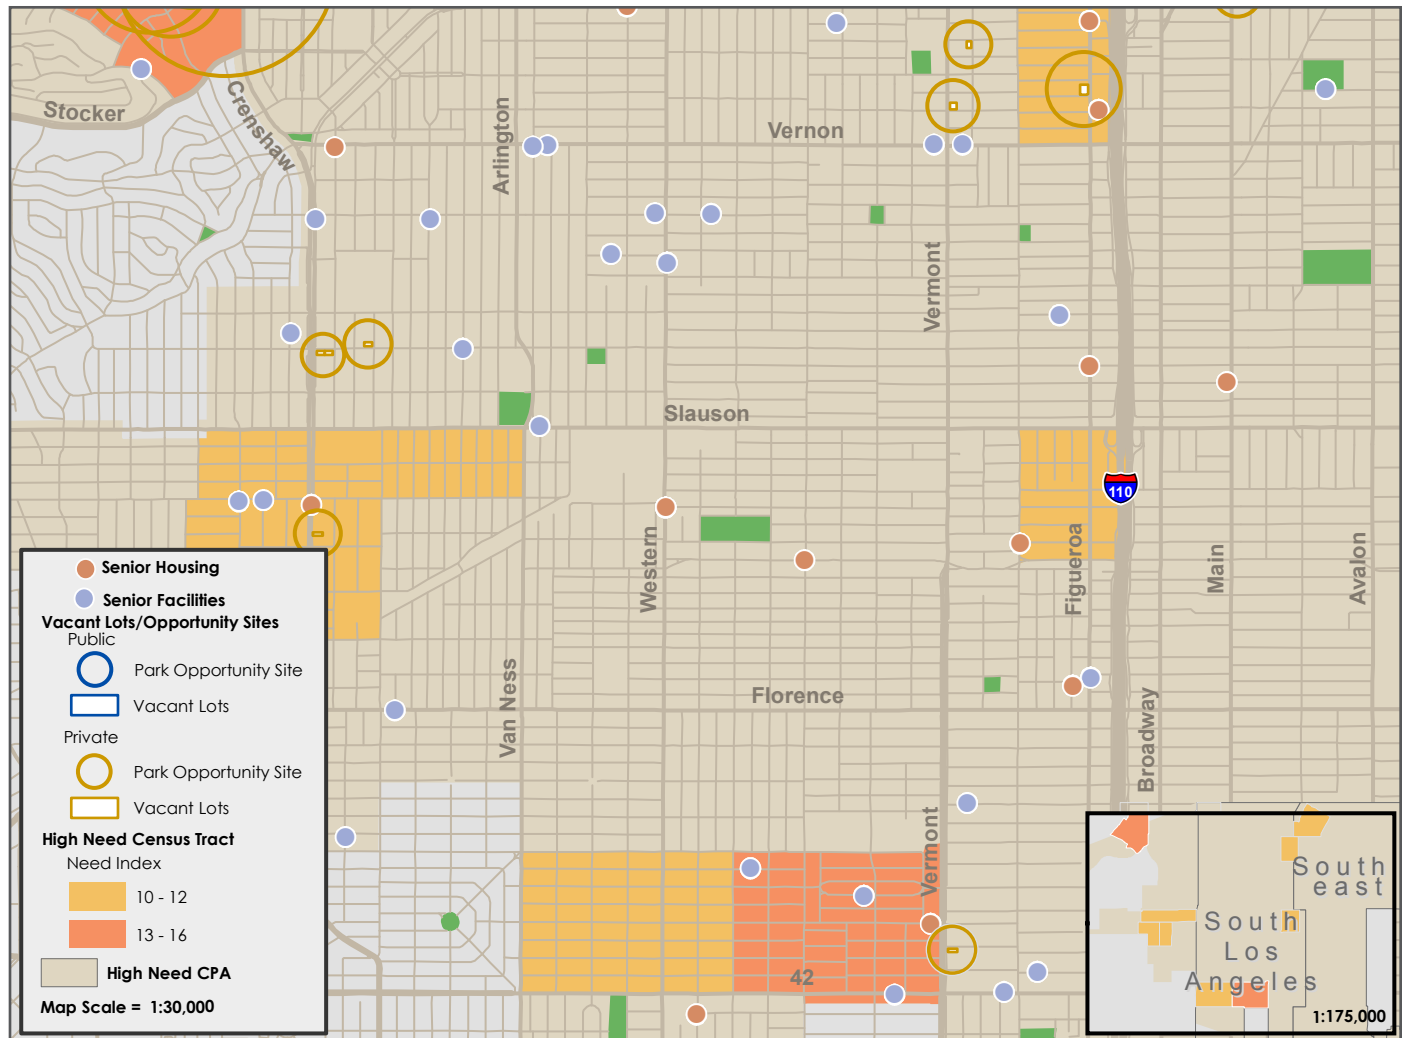 Stocker
Crenshaw
Arlington
Vernon
Vermont
Slauson
110
Western
Figueroa
Main
Avalon
Van Ness
Florence
Broadway
Vermont
42
Senior Housing
Senior Facilities
Vacant Lots/Opportunity Sites
Public
Park Opportunity Site
Vacant Lots
Private
Park Opportunity Site
Vacant Lots
High Need Census Tract
Need Index
10 - 12
13 - 16
High Need CPA
Map Scale = 1:30,000
South
east
South
Los
Angeles
1:175,000